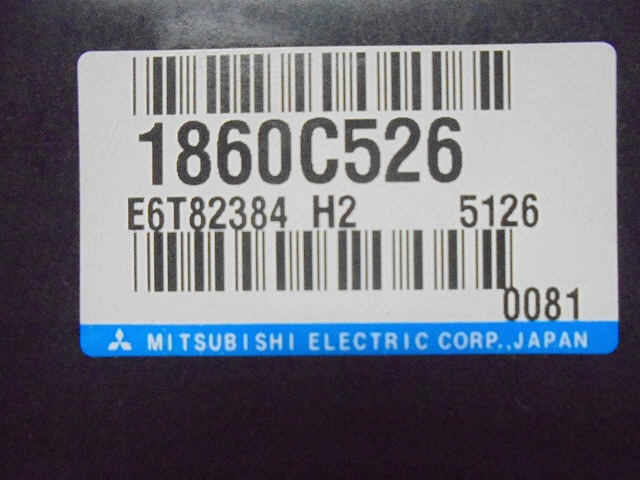 1860C526
E6T82384 H2 5126
0081
MITSUBISHI ELECTRIC CORP.,JAPAN